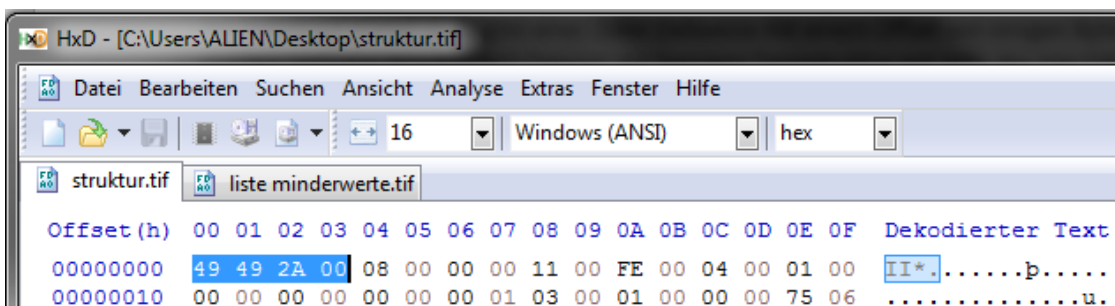 HxD - [C:\Users\ALIEN\Desktop\struktur.tif]
Datei Bearbeiten Suchen Ansicht Analyse Extras Fenster Hilfe
16 Windows (ANSI) hex
struktur.tif liste minderwerte.tif
Offset(h) 00 01 02 03 04 05 06 07 08 09 0A 0B 0C 0D 0E 0F Dekodierter Text
00000000 49 49 2A 00 08 00 00 00 11 00 FE 00 04 00 01 00 II*.......þ.....
00000010 00 00 00 00 00 00 00 01 03 00 01 00 00 00 75 06 ..............u.